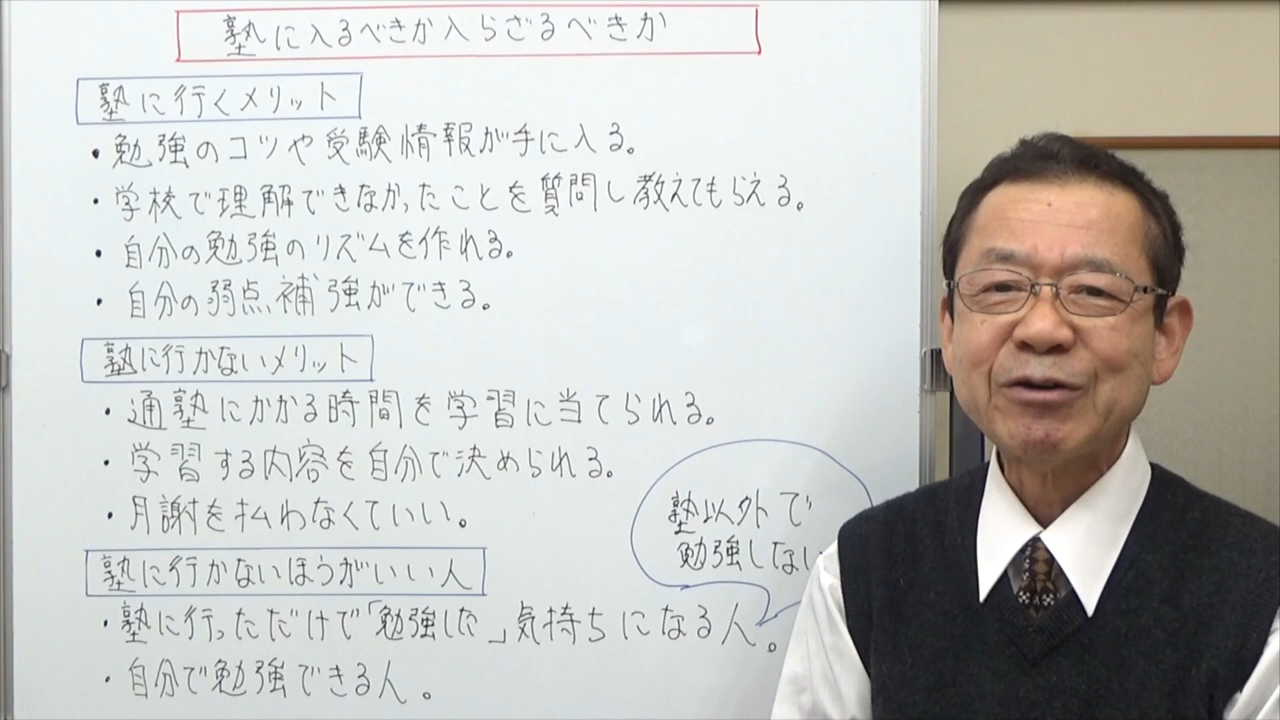 塾に入るべきか入らざるべきか
塾に行くメリット
・勉強のコツや受験情報が手に入る。
・学校で理解できなかったことを質問し教えてもらえる。
・自分の勉強のリズムを作れる。
・自分の弱点補強ができる。
塾に行かないメリット
・通塾にかかる時間を学習に当てられる。
・学習する内容を自分で決められる。
・月謝を払わなくていい。
塾に行かないほうがいい人
・塾に行っただけで「勉強した」気持ちになる人。
・自分で勉強できる人。
塾以外で
勉強しない